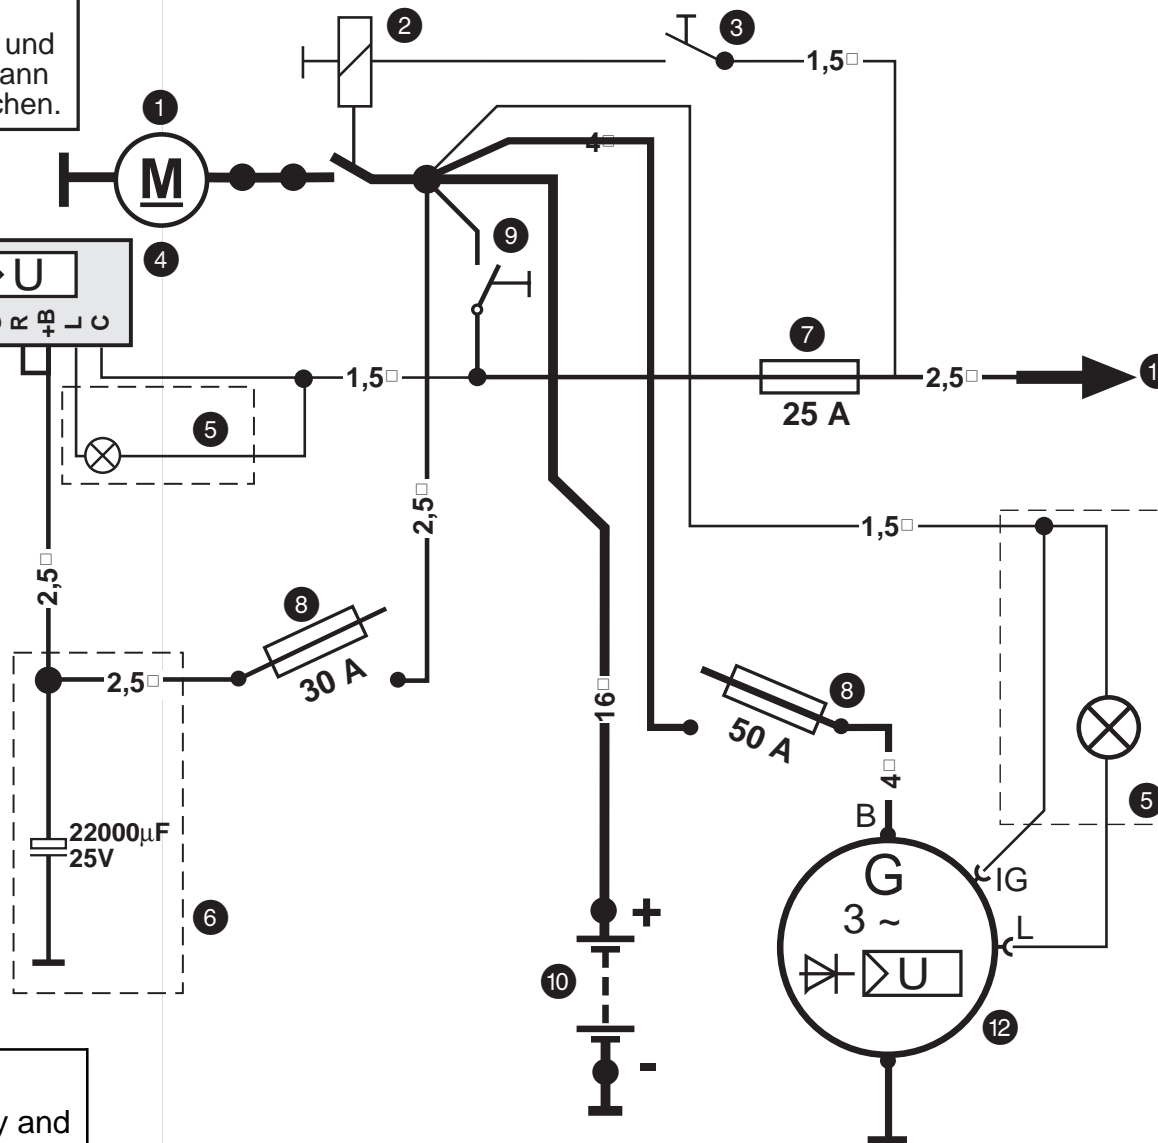 und
ann
chen.
1
2
3
1,5□
4□
M
9
4
U
R
+B
L
C
7
1,5□
2,5□
1
25 A
5
2,5□
1,5□
2,5□
8
30 A
2,5□
16□
8
50 A
4□
5
B
22000µF
25V
G
IG
3 ~
L
6
+
U
10
12
-
y and